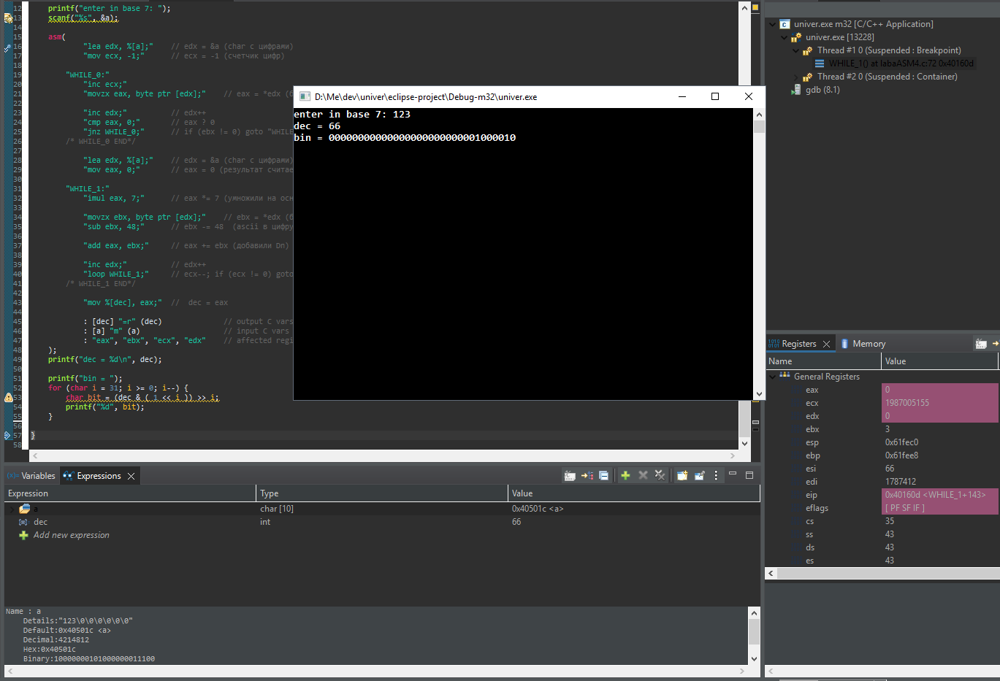 12 printf("enter in base 7: ");
13 scanf("%s", &a);
14
15 asm(
16 "lea edx, %[a];" // edx = &a (char с цифрами)
17 "mov ecx, -1;" // ecx = -1 (счетчик цифр)
18
19 "WHILE_0:"
20 "inc ecx;"
21 "movzx eax, byte ptr [edx];" // eax = *edx (б
22
23 "inc edx;" // edx++
24 "cmp eax, 0;" // eax ? 0
25 "jnz WHILE_0;" // if (ebx != 0) goto "WHILE
26 /* WHILE_0 END*/
27
28 "lea edx, %[a];" // edx = &a (char с цифрами)
29 "mov eax, 0;" // eax = 0 (результат считае
30
31 "WHILE_1:"
32 "imul eax, 7;" // eax *= 7 (умножили на осн
33
34 "movzx ebx, byte ptr [edx];" // ebx = *edx (б
35 "sub ebx, 48;" // ebx -= 48 (ascii в цифру
36
37 "add eax, ebx;" // eax += ebx (добавили Dn)
38
39 "inc edx;" // edx++
40 "loop WHILE_1;" // ecx--; if (ecx != 0) goto
41 /* WHILE_1 END*/
42
43 "mov %[dec], eax;" // dec = eax
44
45 : [dec] "=r" (dec) // output C vars
46 : [a] "m" (a) // input C vars
47 : "eax", "ebx", "ecx", "edx" // affected regi
48 );
49 printf("dec = %d\n", dec);
50
51 printf("bin = ");
52 for (char i = 31; i >= 0; i--) {
53 char bit = (dec & ( 1 << i )) >> i;
54 printf("%d", bit);
55 }
56
57 }
58
D:\Me\dev\univer\eclipse-project\Debug-m32\univer.exe
enter in base 7: 123
dec = 66
bin = 00000000000000000000000001000010
univer.exe m32 [C/C++ Application]
univer.exe [13228]
Thread #1 0 (Suspended : Breakpoint)
WHILE_1() at labaASM4.c:72 0x40160d
Thread #2 0 (Suspended : Container)
gdb (8.1)
Registers Memory
Name Value
General Registers
eax 0
ecx 1987005155
edx 0
ebx 3
esp 0x61fec0
ebp 0x61fee8
esi 66
edi 1787412
eip 0x40160d <WHILE_1+143>
eflags [ PF SF IF ]
cs 35
ss 43
ds 43
es 43
Variables Expressions
Expression Type Value
a char [10] 0x40501c <a>
dec int 66
Add new expression
Name : a
Details:"123\0\0\0\0\0\0"
Default:0x40501c <a>
Decimal:4214812
Hex:0x40501c
Binary:10000000101000000011100